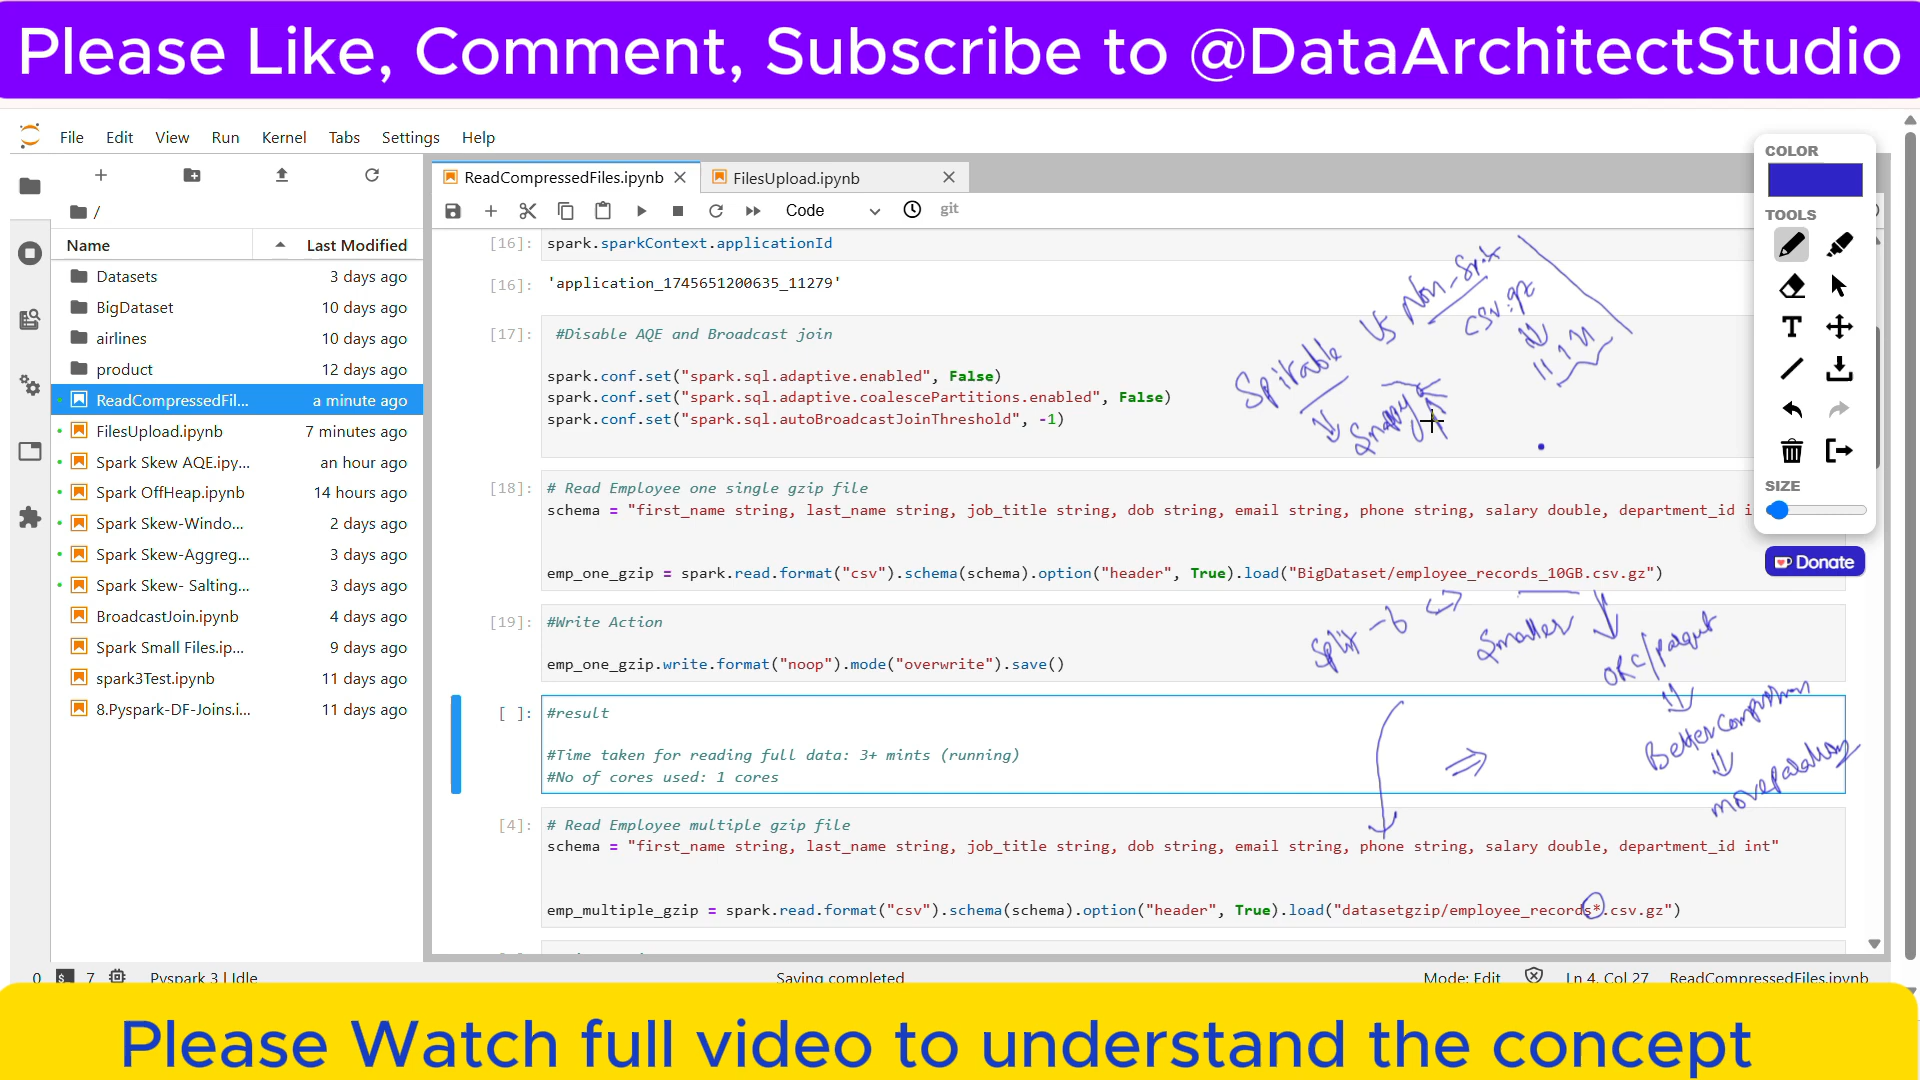 Please Like, Comment, Subscribe to @DataArchitectStudio
File Edit View Run Kernel Tabs Settings Help
COLOR
TOOLS
SIZE
Donate
/
Name Last Modified
Datasets 3 days ago
BigDataset 10 days ago
airlines 10 days ago
product 12 days ago
ReadCompressedFil... a minute ago
FilesUpload.ipynb 7 minutes ago
Spark Skew AQE.ipy... an hour ago
Spark OffHeap.ipynb 14 hours ago
Spark Skew-Windo... 2 days ago
Spark Skew-Aggreg... 3 days ago
Spark Skew- Salting... 3 days ago
BroadcastJoin.ipynb 4 days ago
Spark Small Files.ip... 9 days ago
spark3Test.ipynb 11 days ago
8.Pyspark-DF-Joins.i... 11 days ago
ReadCompressedFiles.ipynb FilesUpload.ipynb
Code git
[16]: spark.sparkContext.applicationId
[16]: 'application_1745651200635_11279'
[17]: #Disable AQE and Broadcast join
spark.conf.set("spark.sql.adaptive.enabled", False)
spark.conf.set("spark.sql.adaptive.coalescePartitions.enabled", False)
spark.conf.set("spark.sql.autoBroadcastJoinThreshold", -1)
Spitable VS Non-Split
csv.gz
Snappy
[18]: # Read Employee one single gzip file
schema = "first_name string, last_name string, job_title string, dob string, email string, phone string, salary double, department_id i
emp_one_gzip = spark.read.format("csv").schema(schema).option("header", True).load("BigDataset/employee_records_10GB.csv.gz")
[19]: #Write Action
emp_one_gzip.write.format("noop").mode("overwrite").save()
Split -b
Smaller
ORC/parquet
Better Compression
[ ]: #result
#Time taken for reading full data: 3+ mints (running)
#No of cores used: 1 cores
[4]: # Read Employee multiple gzip file
schema = "first_name string, last_name string, job_title string, dob string, email string, phone string, salary double, department_id int"
emp_multiple_gzip = spark.read.format("csv").schema(schema).option("header", True).load("datasetgzip/employee_records*.csv.gz")
0 7 Pyspark 3 | Idle Saving completed Mode: Edit Ln 4, Col 27 ReadCompressedFiles.ipynb
Please Watch full video to understand the concept